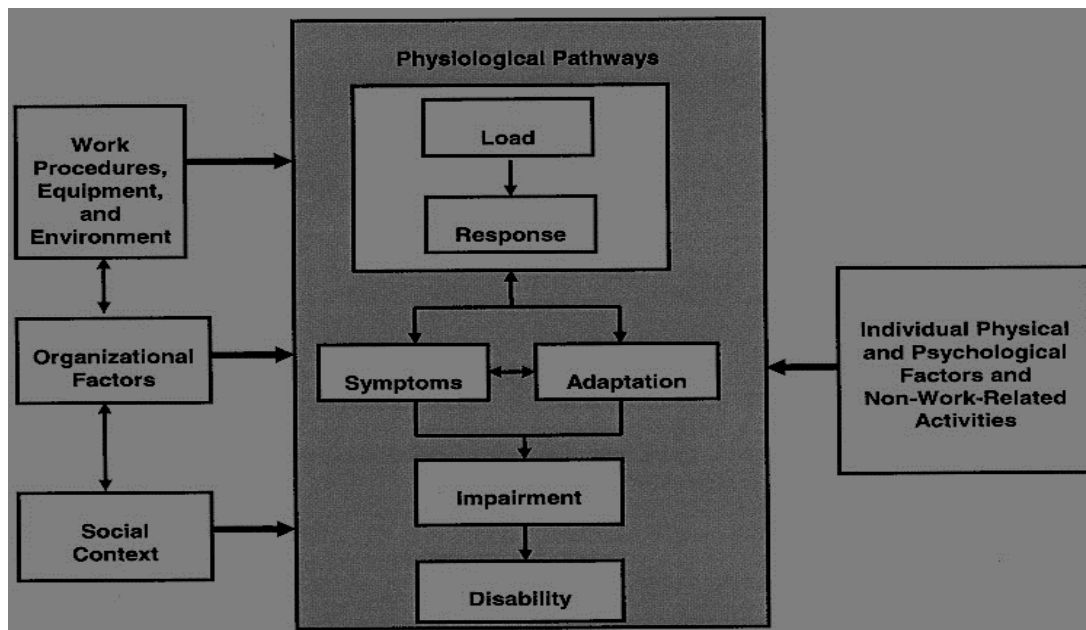 Physiological Pathways
Load
Response
Work
Procedures,
Equipment,
and
Environment
Organizational
Factors
Social
Context
Symptoms
Adaptation
Impairment
Disability
Individual Physical
and Psychological
Factors and
Non-Work-Related
Activities